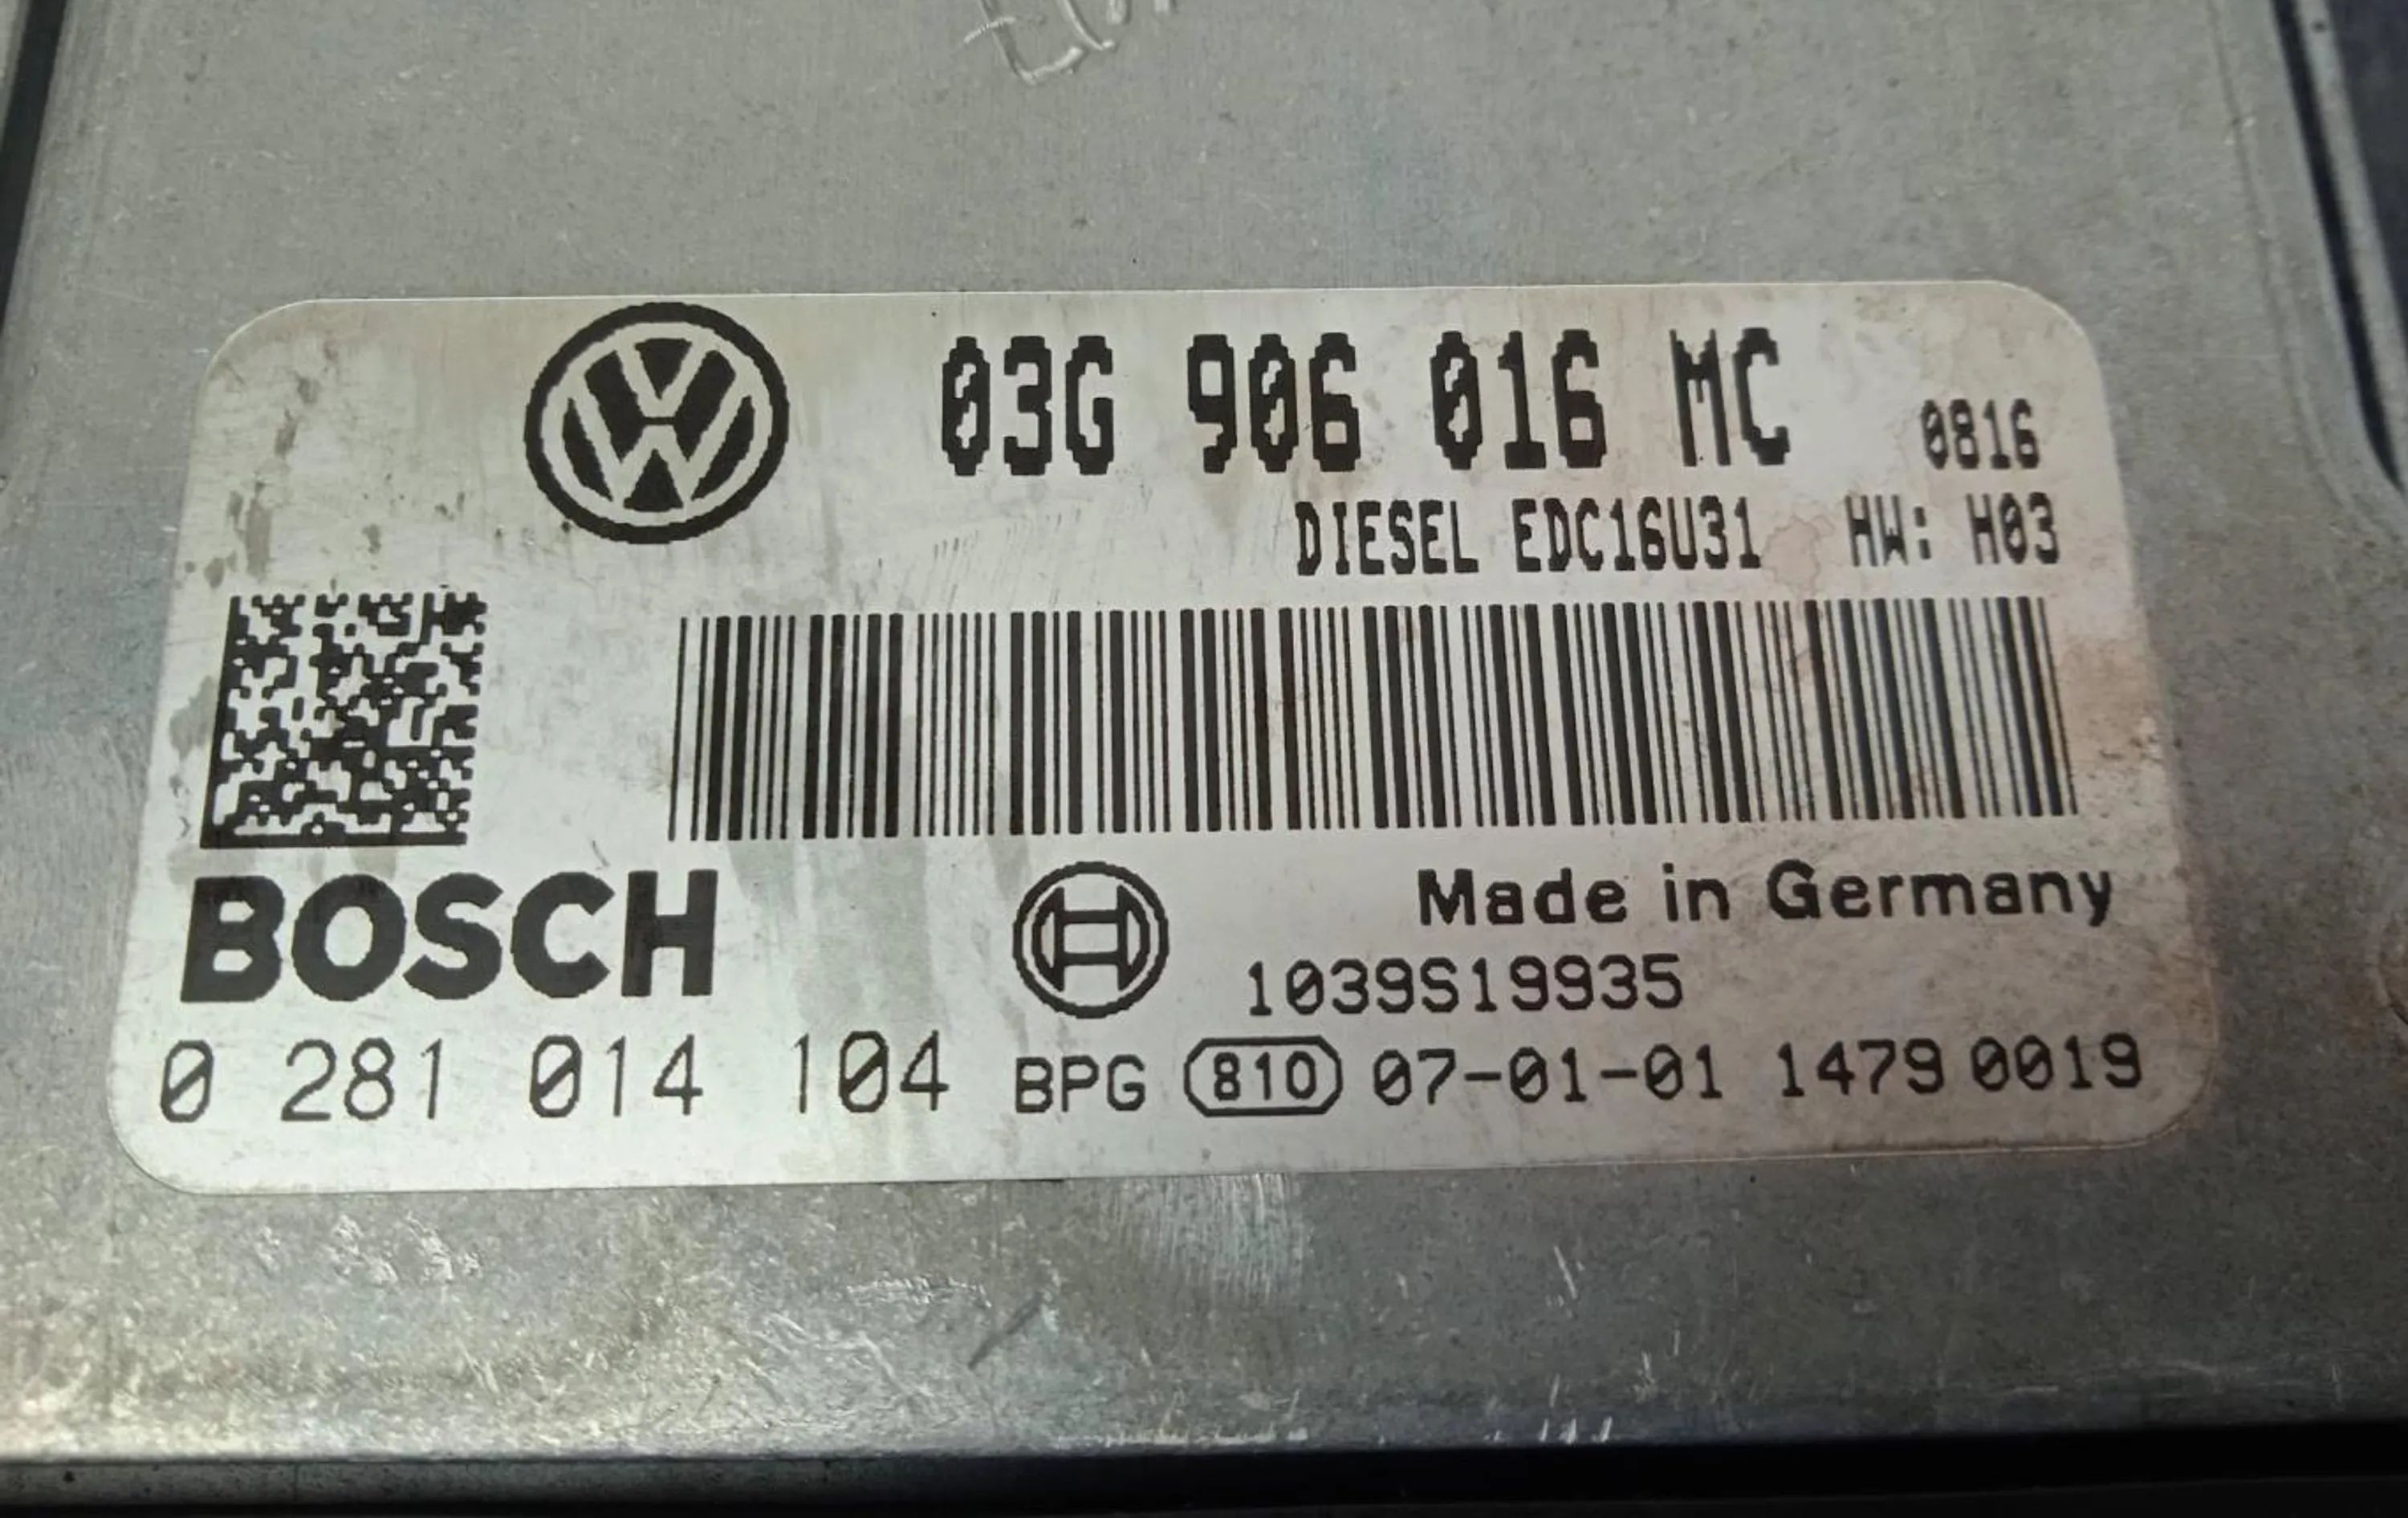 03G 906 016 MC 0816
DIESEL EDC16U31 HW: H03
BOSCH
Made in Germany
1039S19935
0 281 014 104 BPG 810 07-01-01 1479 0019